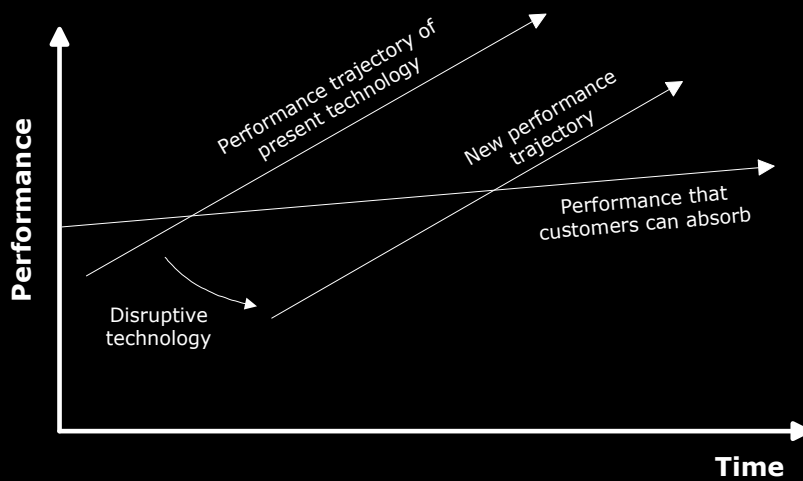 Performance trajectory of
present technology
New performance
trajectory
Performance
Performance that
customers can absorb
Disruptive
technology
Time